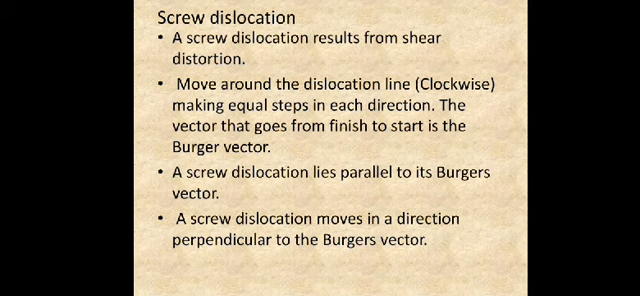 Screw dislocation
• A screw dislocation results from shear
distortion.
• Move around the dislocation line (Clockwise)
making equal steps in each direction. The
vector that goes from finish to start is the
Burger vector.
• A screw dislocation lies parallel to its Burgers
vector.
• A screw dislocation moves in a direction
perpendicular to the Burgers vector.